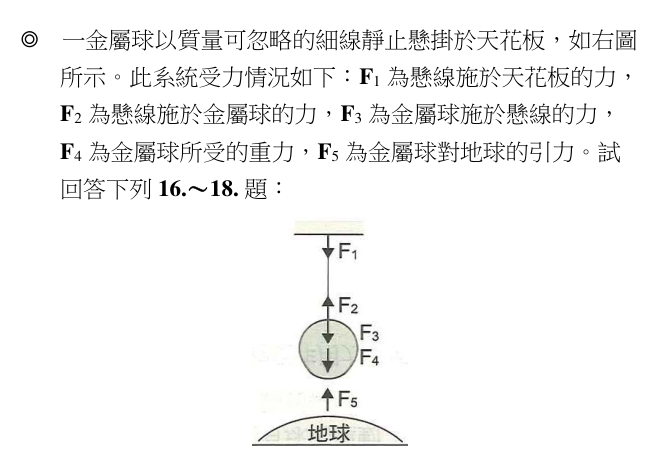 ◎ 一金屬球以質量可忽略的細線靜止懸掛於天花板，如右圖
所示。此系統受力情況如下：F₁ 為懸線施於天花板的力，
F₂ 為懸線施於金屬球的力，F₃ 為金屬球施於懸線的力，
F₄ 為金屬球所受的重力，F₅ 為金屬球對地球的引力。試
回答下列 16.～18. 題：
F₁
F₂
F₃
F₄
F₅
地球